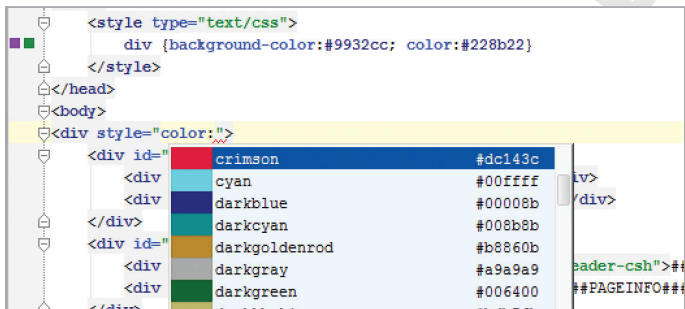 <style type="text/css">
div {background-color:#9932cc; color:#228b22}
</style>
</head>
<body>
<div style="color:">
<div id="
crimson #dc143c
<div cyan #00ffff iv>
<div darkblue #00008b /div>
</div> darkcyan #008b8b
<div id=" darkgoldenrod #b8860b
<div darkgray #a9a9a9 eader-csh">##
<div darkgreen #006400 ##PAGEINFO###